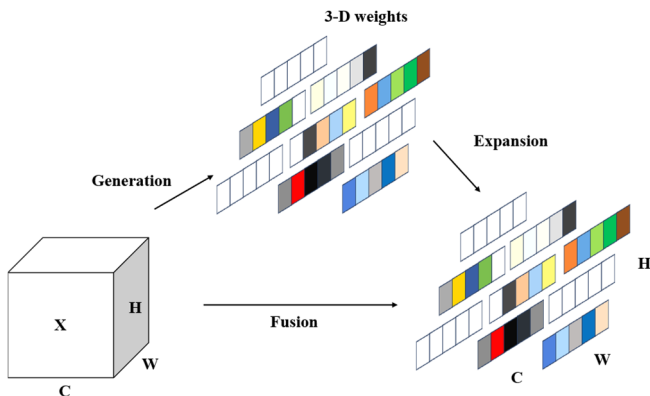 3-D weights
Generation
Expansion
X
H
W
C
Fusion
H
W
C